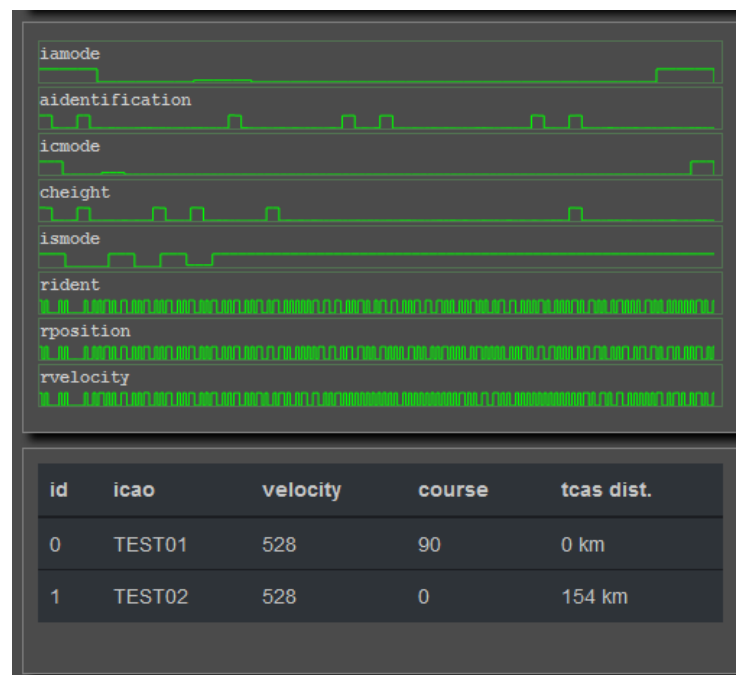 iamode
aidentification
icmode
cheight
ismode
rident
rposition
rvelocity
id icao velocity course tcas dist.
0 TEST01 528 90 0 km
1 TEST02 528 0 154 km